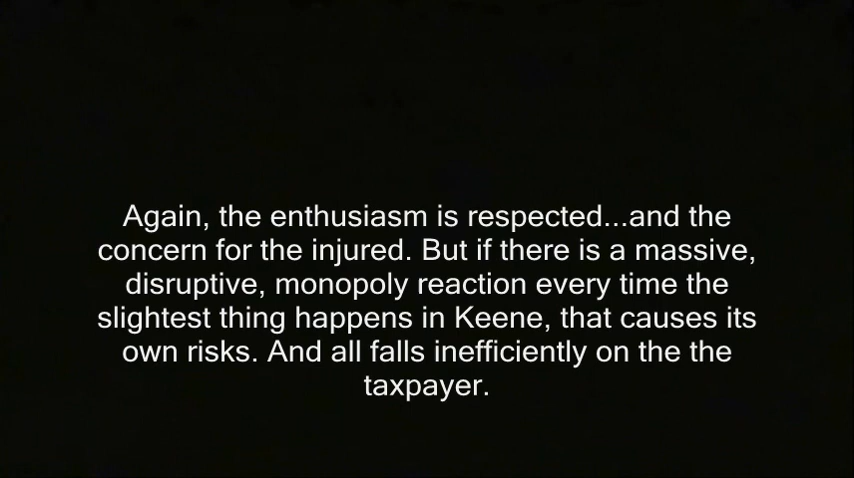 Again, the enthusiasm is respected...and the
concern for the injured. But if there is a massive,
disruptive, monopoly reaction every time the
slightest thing happens in Keene, that causes its
own risks. And all falls inefficiently on the the
taxpayer.